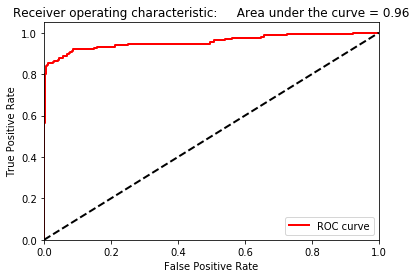 Receiver operating characteristic:     Area under the curve = 0.96
1.0
0.8
0.6
0.4
0.2
0.0
True Positive Rate
ROC curve
0.0 0.2 0.4 0.6 0.8 1.0
False Positive Rate